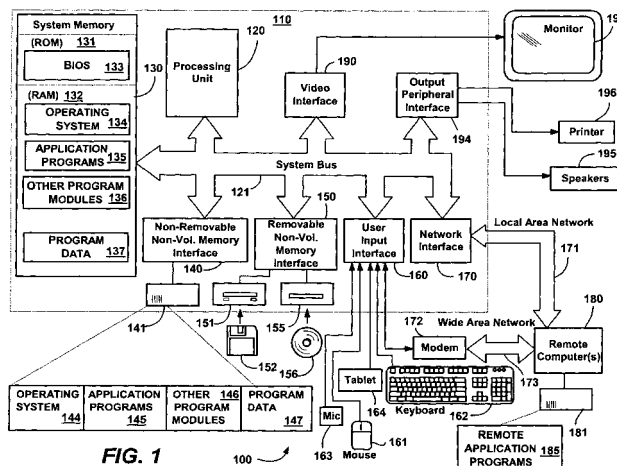 110
System Memory
(ROM) 131
BIOS 133
130
(RAM) 132
OPERATING
SYSTEM 134
APPLICATION
PROGRAMS 135
OTHER PROGRAM
MODULES 136
PROGRAM
DATA 137
120
Processing
Unit
190
Video
Interface
Output
Peripheral
Interface
194
Monitor
196
Printer
195
Speakers
System Bus
121
Non-Removable
Non-Vol. Memory
Interface
140
150
Removable
Non-Vol.
Memory
Interface
User
Input
Interface
160
Network
Interface
170
Local Area Network
171
141
151
152
155
156
172
Modem
Wide Area Network
173
180
Remote
Computer(s)
181
Tablet
164
Keyboard
162
Mic
163
Mouse
161
OPERATING
SYSTEM 144
APPLICATION
PROGRAMS 145
OTHER 146
PROGRAM
MODULES
PROGRAM
DATA 147
REMOTE
APPLICATION
PROGRAMS 185
FIG. 1
100